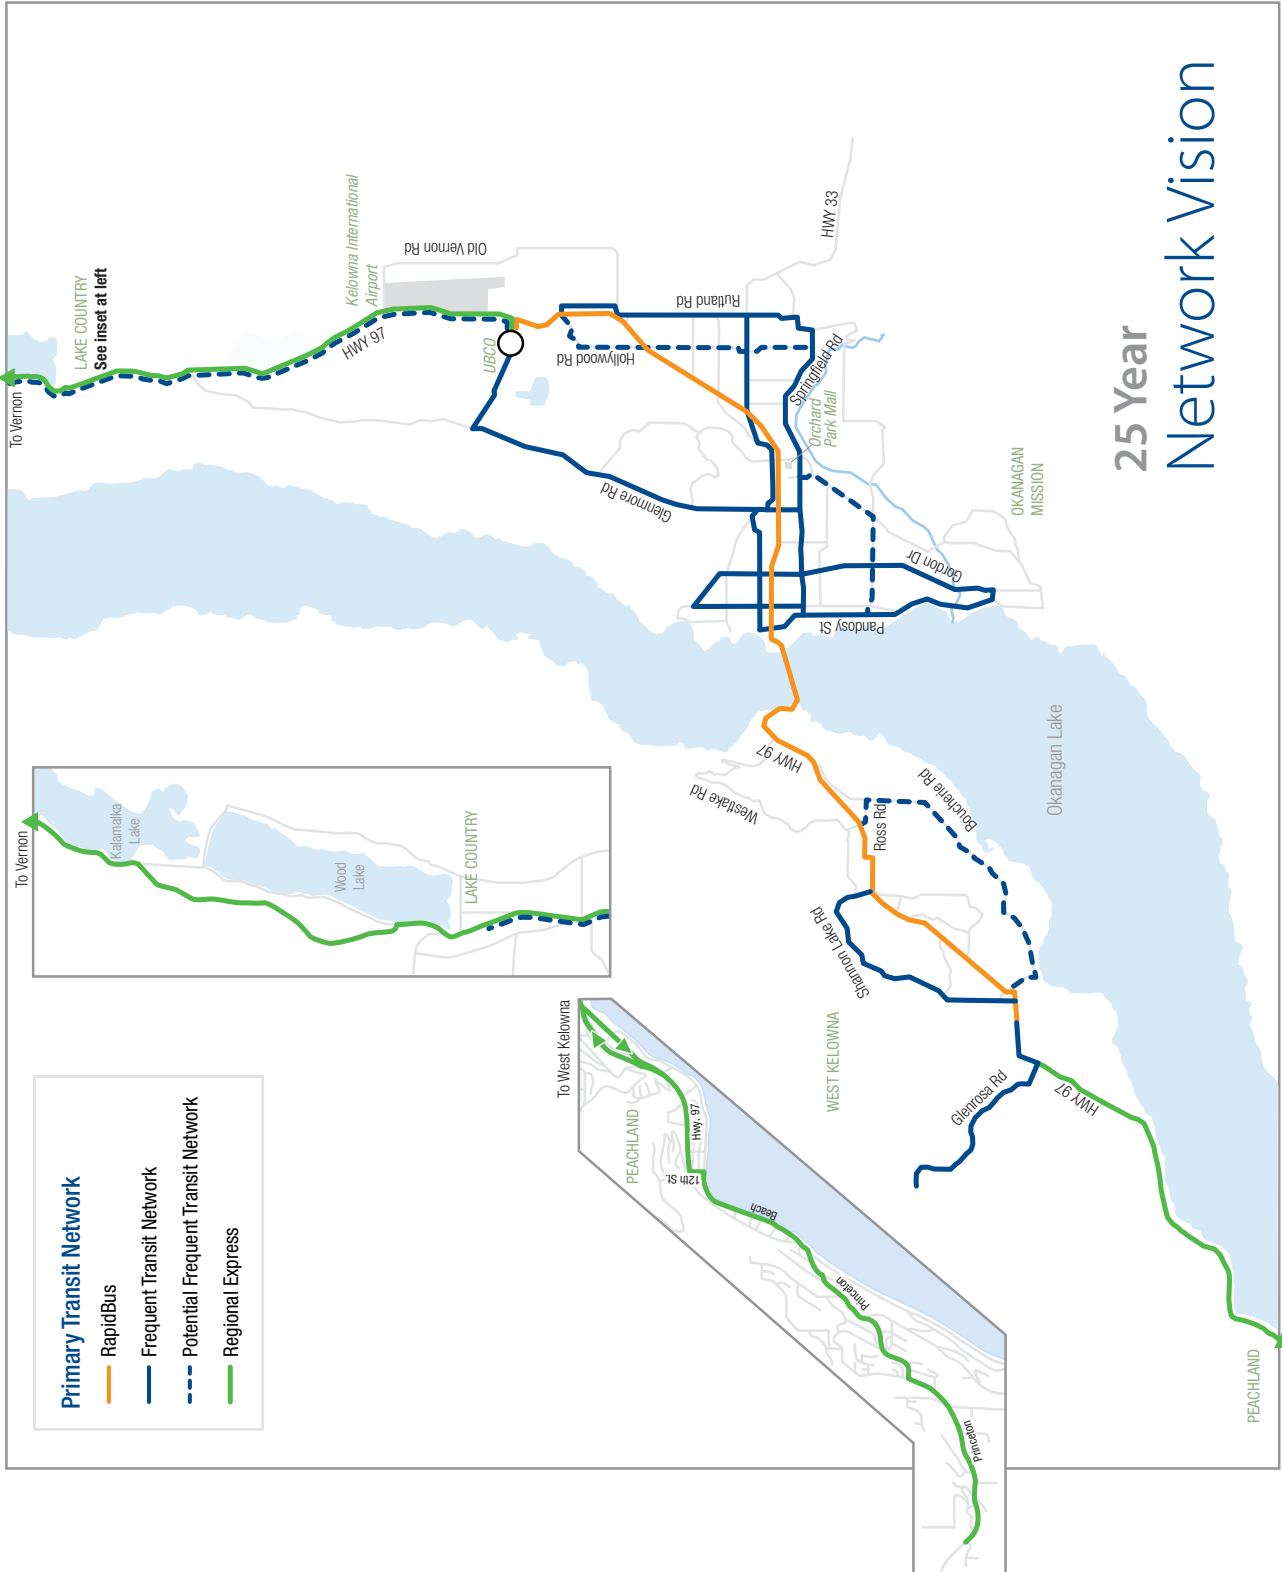 25 Year
Network Vision
Primary Transit Network
RapidBus
Frequent Transit Network
Potential Frequent Transit Network
Regional Express
To Vernon
Kalamalka
Lake
Wood
Lake
LAKE COUNTRY
To Vernon
LAKE COUNTRY
See inset at left
HWY 97
Kelowna International
Airport
Old Vernon Rd
UBCO
Hollywood Rd
Rutland Rd
HWY 33
Springfield Rd
Orchard
Park Mall
Glenmore Rd
OKANAGAN
MISSION
Gordon Dr
Pandosy St
Okanagan Lake
HWY 97
Westlake Rd
Ross Rd
Boucherie Rd
Shannon Lake Rd
WEST KELOWNA
Glenrosa Rd
HWY 97
PEACHLAND
To West Kelowna
PEACHLAND
Hwy. 97
12th St.
Beach
Princeton
Princeton